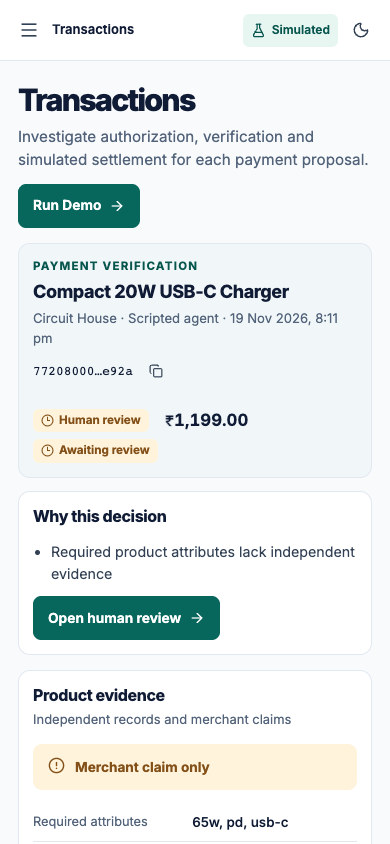 Transactions
Simulated
Transactions
Investigate authorization, verification and
simulated settlement for each payment proposal.
Run Demo
PAYMENT VERIFICATION
Compact 20W USB-C Charger
Circuit House · Scripted agent · 19 Nov 2026, 8:11
pm
77208000…e92a
Human review
₹1,199.00
Awaiting review
Why this decision
• Required product attributes lack independent
evidence
Open human review
Product evidence
Independent records and merchant claims
Merchant claim only
Required attributes
65w, pd, usb-c